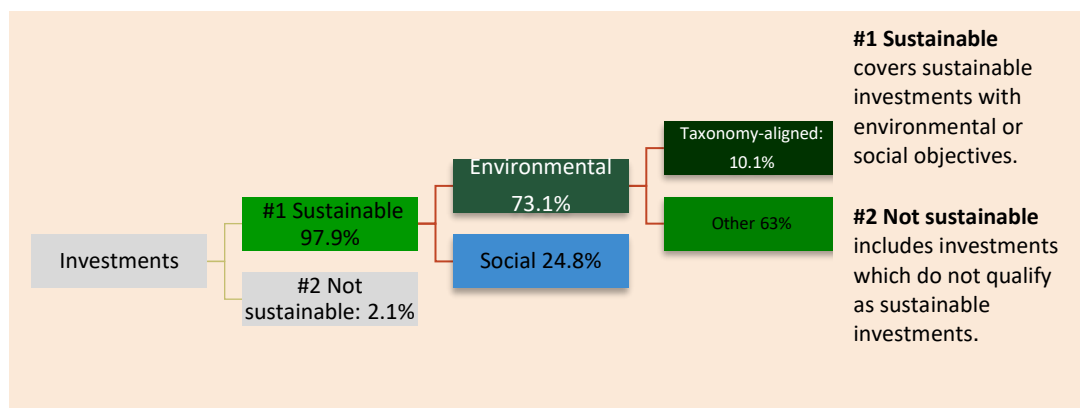 Investments
#1 Sustainable
97.9%
#2 Not
sustainable: 2.1%
Environmental
73.1%
Social 24.8%
Taxonomy-aligned:
10.1%
Other 63%
#1 Sustainable
covers sustainable
investments with
environmental or
social objectives.
#2 Not sustainable
includes investments
which do not qualify
as sustainable
investments.